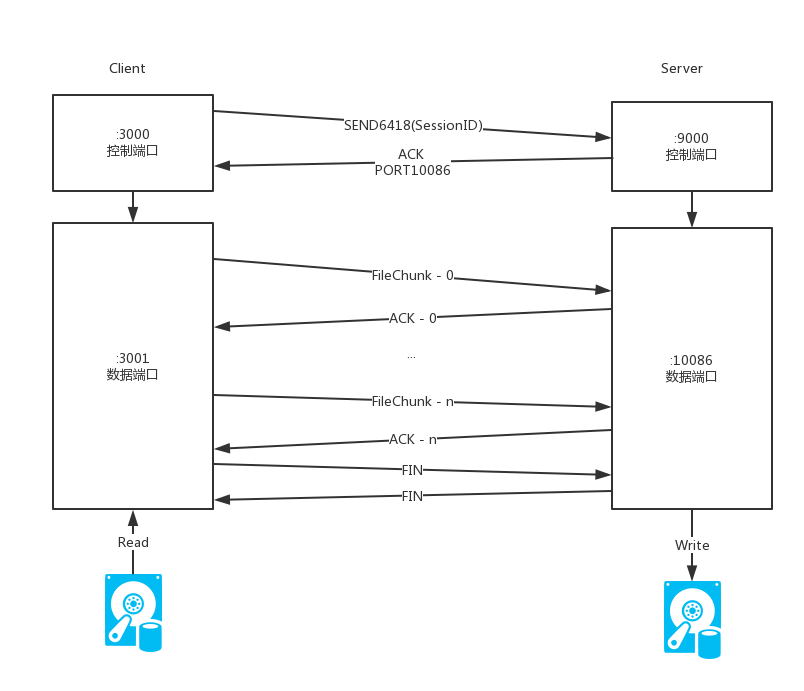 Client
Server
:3000
控制端口
SEND6418(SessionID)
:9000
控制端口
ACK
PORT10086
FileChunk - 0
ACK - 0
...
:3001
数据端口
:10086
数据端口
FileChunk - n
ACK - n
FIN
FIN
Read
Write